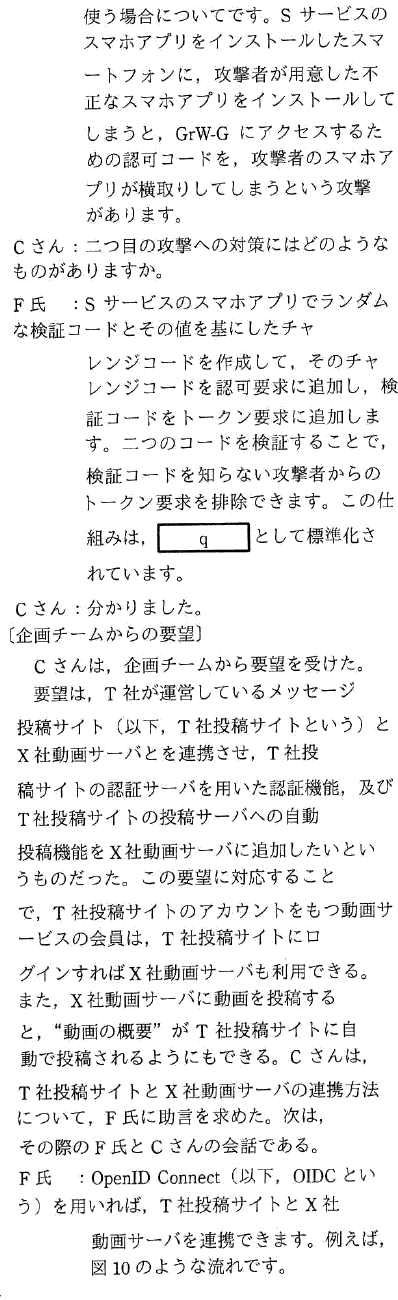 使う場合についてです。S サービスの
スマホアプリをインストールしたスマ
ートフォンに，攻撃者が用意した不
正なスマホアプリをインストールして
しまうと，GrW-G にアクセスするた
めの認可コードを，攻撃者のスマホア
プリが横取りしてしまうという攻撃
があります。
C さん：二つ目の攻撃への対策にはどのような
ものがありますか。
F 氏　：S サービスのスマホアプリでランダム
な検証コードとその値を基にしたチャ
レンジコードを作成して，そのチャ
レンジコードを認可要求に追加し，検
証コードをトークン要求に追加しま
す。二つのコードを検証することで，
検証コードを知らない攻撃者からの
トークン要求を排除できます。この仕
組みは， q として標準化さ
れています。
C さん：分かりました。
〔企画チームからの要望〕
C さんは，企画チームから要望を受けた。
要望は，T 社が運営しているメッセージ
投稿サイト（以下，T 社投稿サイトという）と
X 社動画サーバとを連携させ，T 社投
稿サイトの認証サーバを用いた認証機能，及び
T 社投稿サイトの投稿サーバへの自動
投稿機能を X 社動画サーバに追加したいとい
うものだった。この要望に対応すること
で，T 社投稿サイトのアカウントをもつ動画サ
ービスの会員は，T 社投稿サイトにロ
グインすれば X 社動画サーバも利用できる。
また，X 社動画サーバに動画を投稿する
と，“動画の概要” が T 社投稿サイトに自
動で投稿されるようにもできる。C さんは，
T 社投稿サイトと X 社動画サーバの連携方法
について，F 氏に助言を求めた。次は，
その際の F 氏と C さんの会話である。
F 氏　：OpenID Connect（以下，OIDC とい
う）を用いれば，T 社投稿サイトと X 社
動画サーバを連携できます。例えば，
図 10 のような流れです。